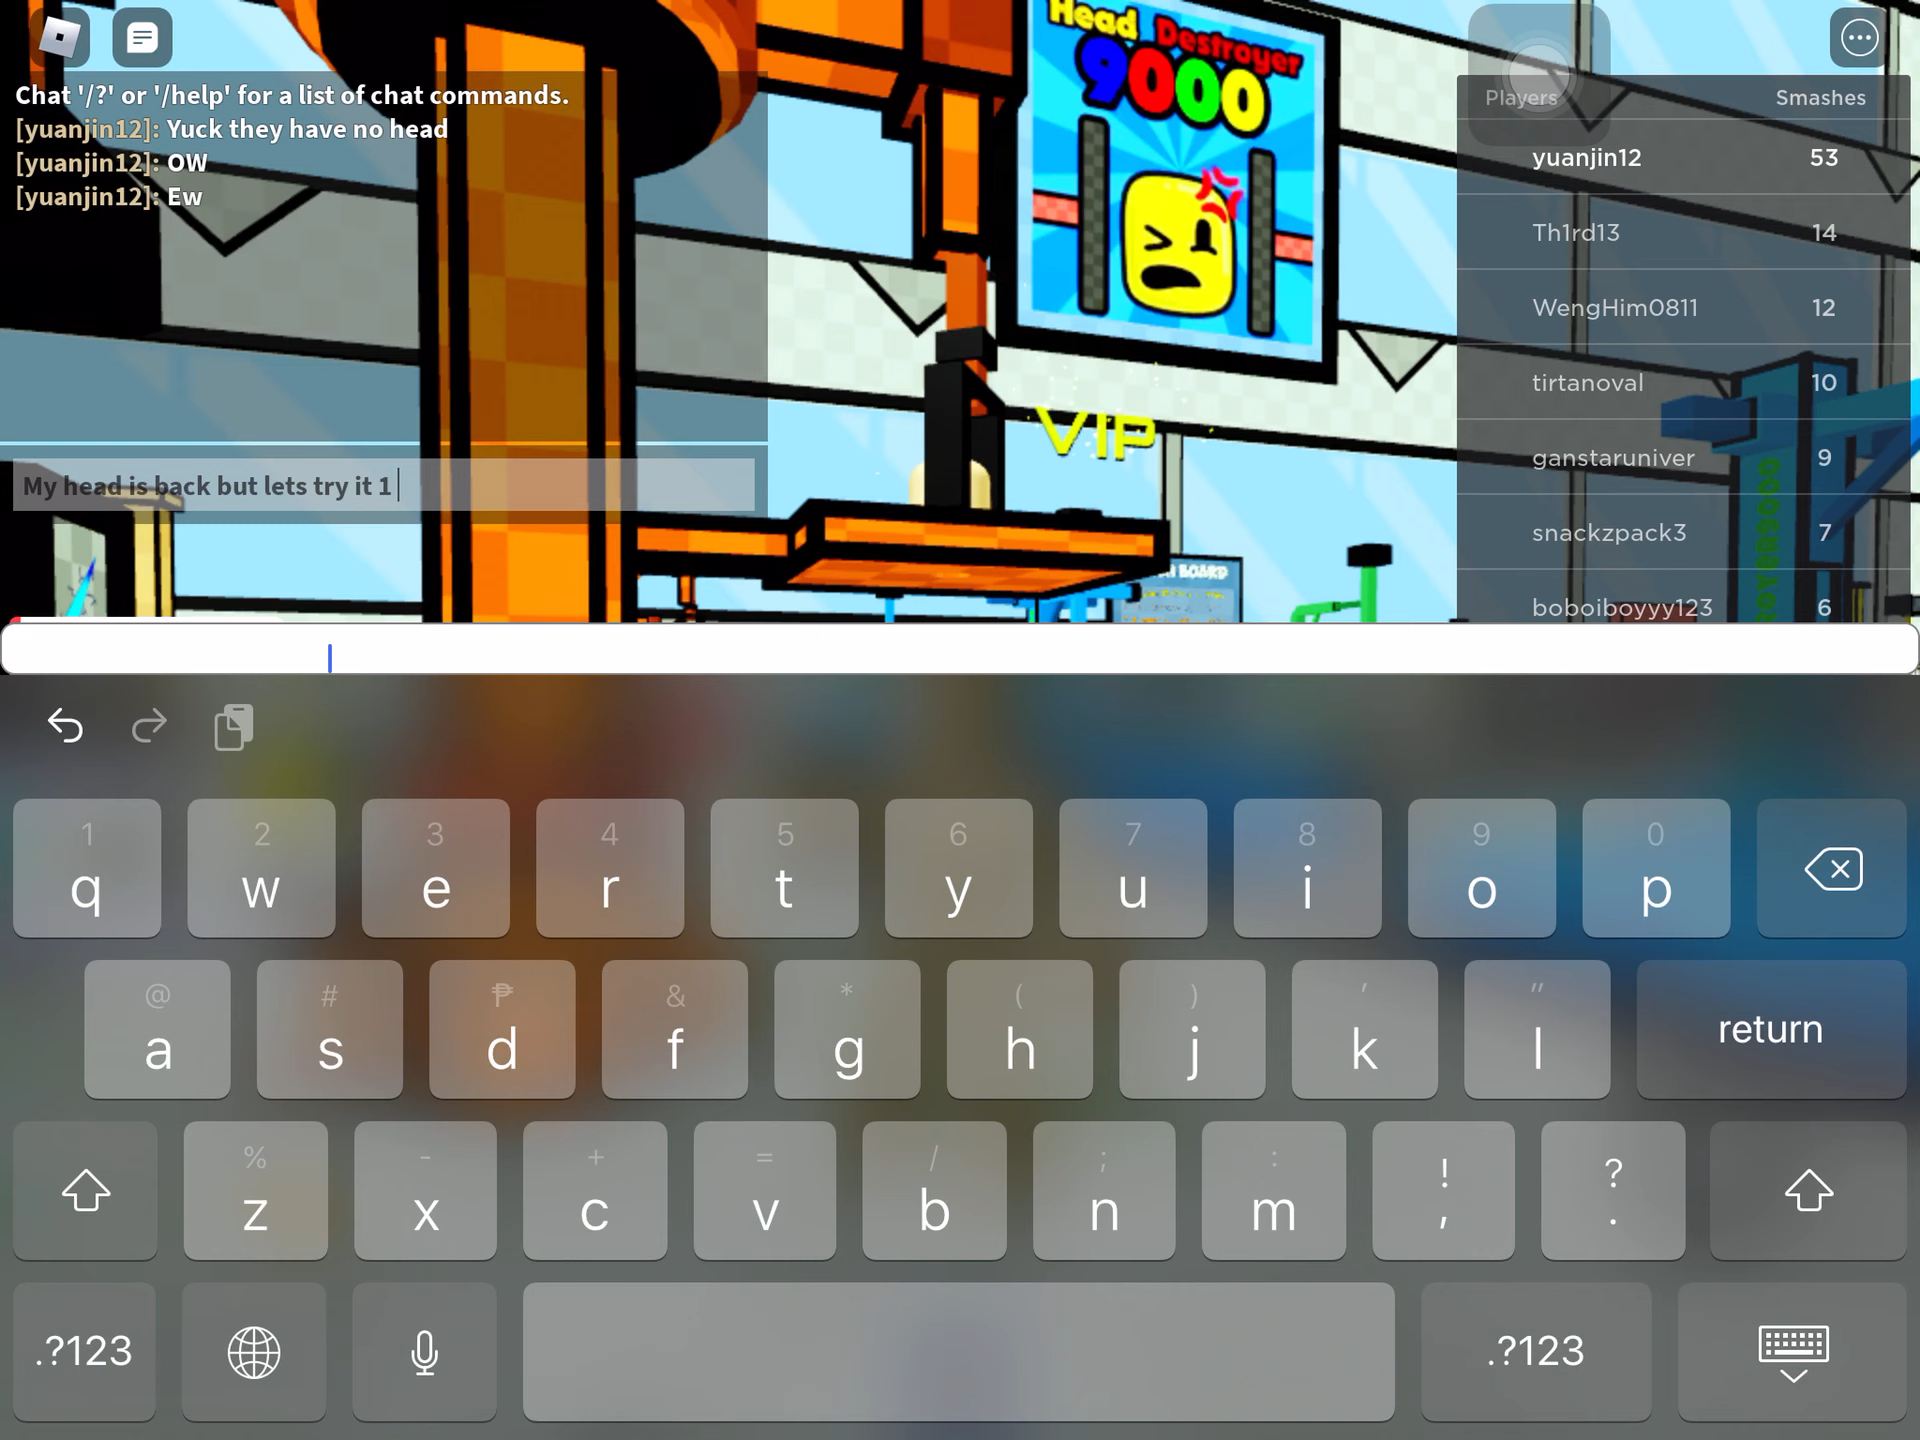 Head Destroyer
9000
Chat '/?' or '/help' for a list of chat commands.
[yuanjin12]: Yuck they have no head
[yuanjin12]: OW
[yuanjin12]: Ew
My head is back but lets try it 1
VIP
Players Smashes
yuanjin12 53
Th1rd13 14
WengHim0811 12
tirtanoval 10
ganstaruniver 9
snackzpack3 7
boboiboyyy123 6
BOARD
ROYER9000
1 2 3 4 5 6 7 8 9 0
q w e r t y u i o p
@ # ₱ & * ( ) ' "
a s d f g h j k l return
% - + = / ; : ! ?
z x c v b n m , .
.?123 .?123